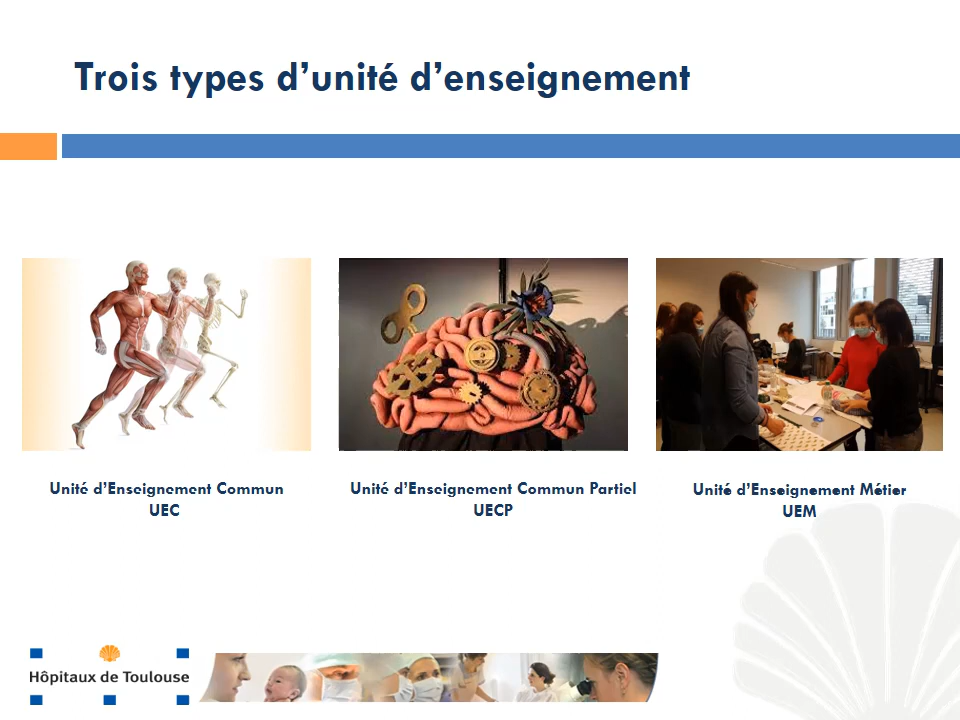 Trois types d’unité d’enseignement
Unité d’Enseignement Commun
UEC
Unité d’Enseignement Commun Partiel
UECP
Unité d’Enseignement Métier
UEM
Hôpitaux de Toulouse